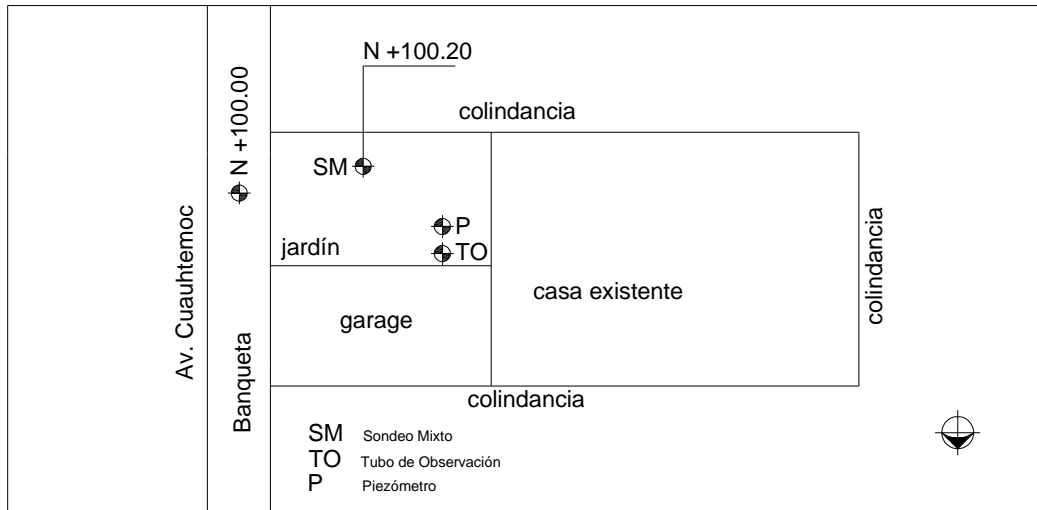 N +100.20
colindancia
N +100.00
SM
P
TO
jardín
casa existente
garage
colindancia
Av. Cuauhtemoc
Banqueta
colindancia
SM Sondeo Mixto
TO Tubo de Observación
P Piezómetro